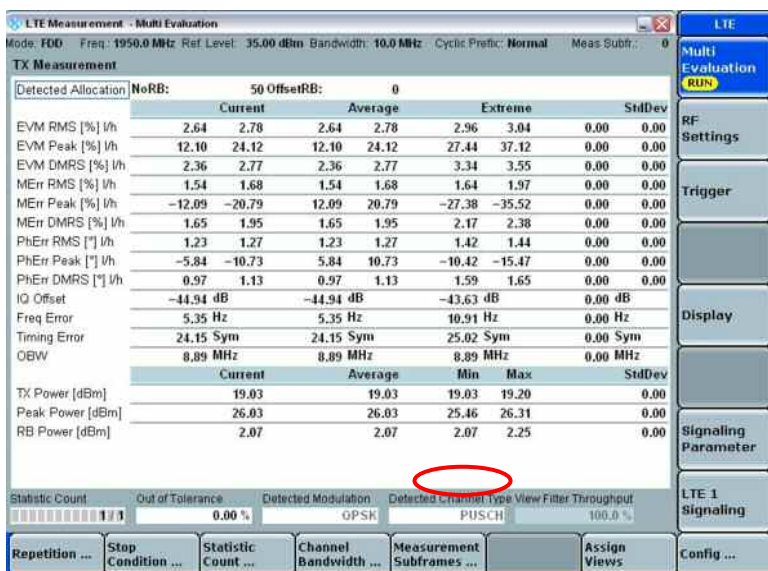 LTE Measurement - Multi Evaluation
LTE
Mode: FDD Freq.: 1950.0 MHz Ref. Level: 35.00 dBm Bandwidth: 10.0 MHz Cyclic Prefix: Normal Meas Subfr.: 0
TX Measurement
Multi Evaluation
RUN
Detected Allocation NoRB: 50 OffsetRB: 0
Current Average Extreme StdDev
EVM RMS [%] l/h 2.64 2.78 2.64 2.78 2.96 3.04 0.00 0.00
EVM Peak [%] l/h 12.10 24.12 12.10 24.12 27.44 37.12 0.00 0.00
EVM DMRS [%] l/h 2.36 2.77 2.36 2.77 3.34 3.55 0.00 0.00
MErr RMS [%] l/h 1.54 1.68 1.54 1.68 1.64 1.97 0.00 0.00
MErr Peak [%] l/h -12.09 -20.79 12.09 20.79 -27.38 -35.52 0.00 0.00
MErr DMRS [%] l/h 1.65 1.95 1.65 1.95 2.17 2.38 0.00 0.00
PhErr RMS [°] l/h 1.23 1.27 1.23 1.27 1.42 1.44 0.00 0.00
PhErr Peak [°] l/h -5.84 -10.73 5.84 10.73 -10.42 -15.47 0.00 0.00
PhErr DMRS [°] l/h 0.97 1.13 0.97 1.13 1.59 1.65 0.00 0.00
IQ Offset -44.94 dB -44.94 dB -43.63 dB 0.00 dB
Freq Error 5.35 Hz 5.35 Hz 10.91 Hz 0.00 Hz
Timing Error 24.15 Sym 24.15 Sym 25.02 Sym 0.00 Sym
OBW 8.89 MHz 8.89 MHz 8.89 MHz 0.00 MHz
Current Average Min Max StdDev
TX Power [dBm] 19.03 19.03 19.03 19.20 0.00
Peak Power [dBm] 26.03 26.03 25.46 26.31 0.00
RB Power [dBm] 2.07 2.07 2.07 2.25 0.00
Statistic Count Out of Tolerance Detected Modulation Detected Channel Type View Filter Throughput
1 / 1 0.00 % QPSK PUSCH 100.0 %
RF Settings
Trigger
Display
Signaling Parameter
LTE 1 Signaling
Repetition ...
Stop Condition ...
Statistic Count ...
Channel Bandwidth ...
Measurement Subframes ...
Assign Views
Config ...